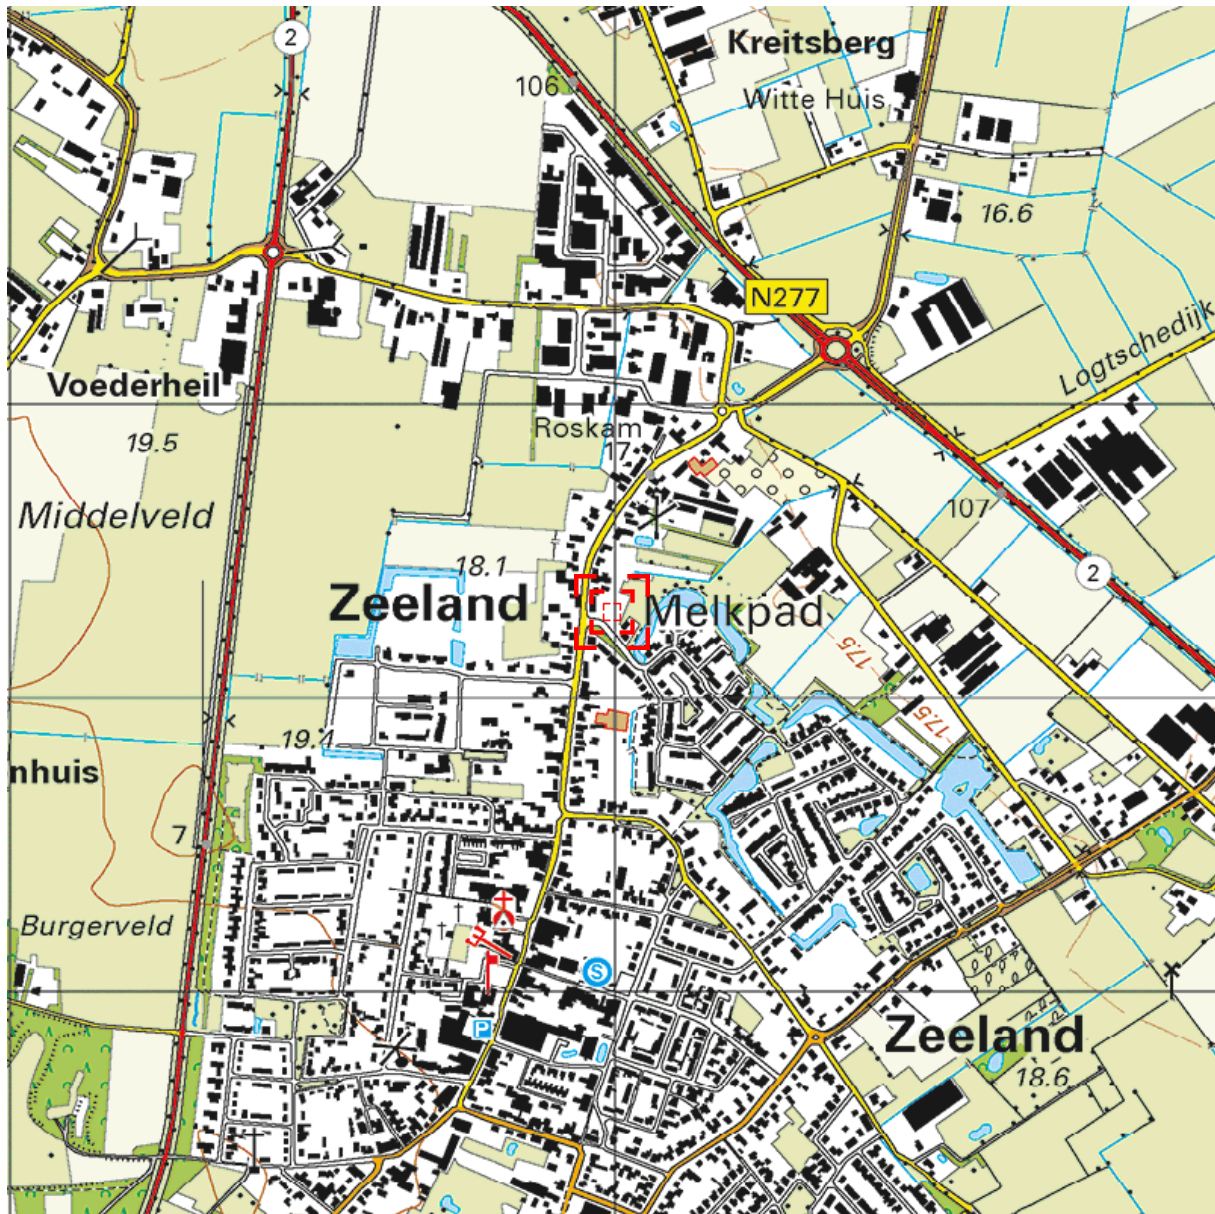 2
Kreitsberg
106
Witte Huis
16.6
N277
Logtschedijk
Voederheil
Roskam
17
19.5
Middelveld
107
18.1
2
Zeeland
Melkpad
17.5
17.5
19.4
nhuis
7
Burgerveld
S
P
Zeeland
18.6